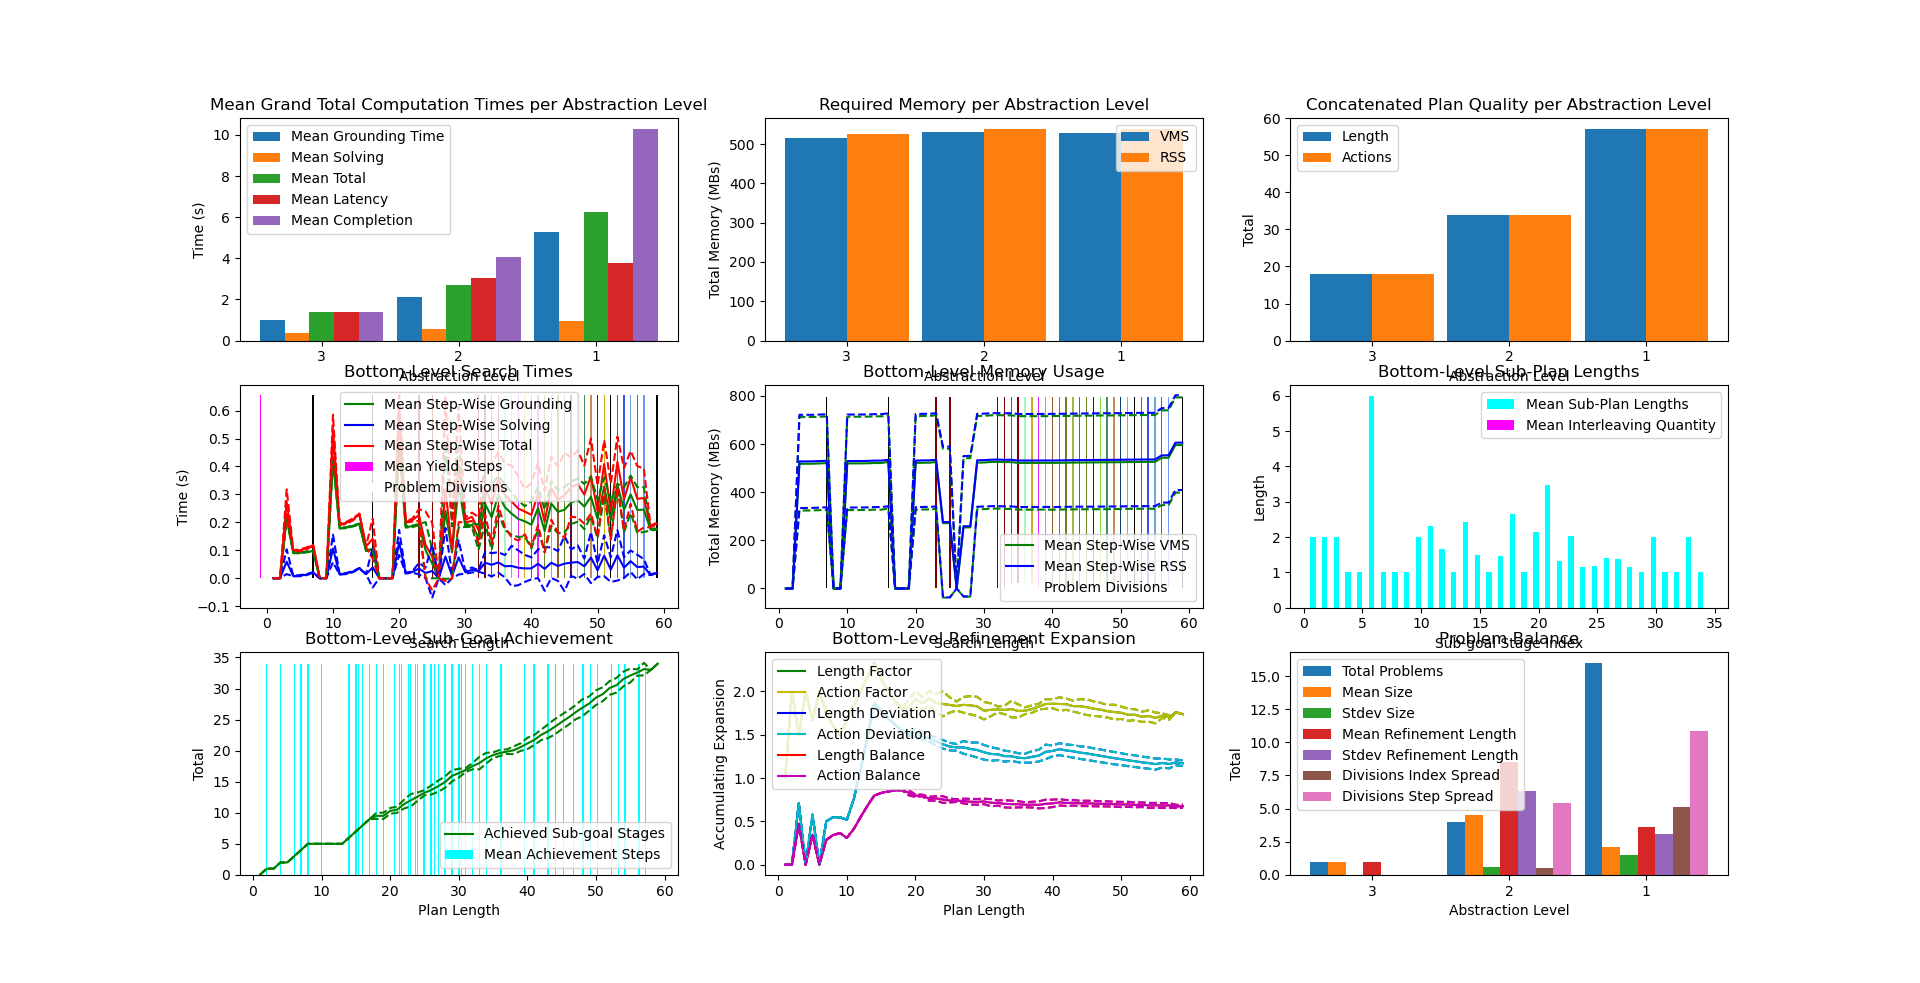 Mean Grand Total Computation Times per Abstraction Level
Time (s)
10
8
6
4
2
0
Mean Grounding Time
Mean Solving
Mean Total
Mean Latency
Mean Completion
3 2 1
Abstraction Level
Required Memory per Abstraction Level
Total Memory (MBs)
500
400
300
200
100
0
VMS
RSS
3 2 1
Abstraction Level
Concatenated Plan Quality per Abstraction Level
Total
60
50
40
30
20
10
0
Length
Actions
3 2 1
Abstraction Level
Bottom-Level Search Times
Time (s)
0.6
0.5
0.4
0.3
0.2
0.1
0.0
−0.1
Mean Step-Wise Grounding
Mean Step-Wise Solving
Mean Step-Wise Total
Mean Yield Steps
Problem Divisions
0 10 20 30 40 50 60
Search Length
Bottom-Level Memory Usage
Total Memory (MBs)
800
600
400
200
0
Mean Step-Wise VMS
Mean Step-Wise RSS
Problem Divisions
0 10 20 30 40 50 60
Search Length
Bottom-Level Sub-Plan Lengths
Length
6
5
4
3
2
1
0
Mean Sub-Plan Lengths
Mean Interleaving Quantity
0 5 10 15 20 25 30 35
Sub-goal Stage Index
Bottom-Level Sub-Goal Achievement
Total
35
30
25
20
15
10
5
0
Achieved Sub-goal Stages
Mean Achievement Steps
0 10 20 30 40 50 60
Plan Length
Bottom-Level Refinement Expansion
Accumulating Expansion
2.0
1.5
1.0
0.5
0.0
Length Factor
Action Factor
Length Deviation
Action Deviation
Length Balance
Action Balance
0 10 20 30 40 50 60
Plan Length
Problem Balance
Total
15.0
12.5
10.0
7.5
5.0
2.5
0.0
Total Problems
Mean Size
Stdev Size
Mean Refinement Length
Stdev Refinement Length
Divisions Index Spread
Divisions Step Spread
3 2 1
Abstraction Level